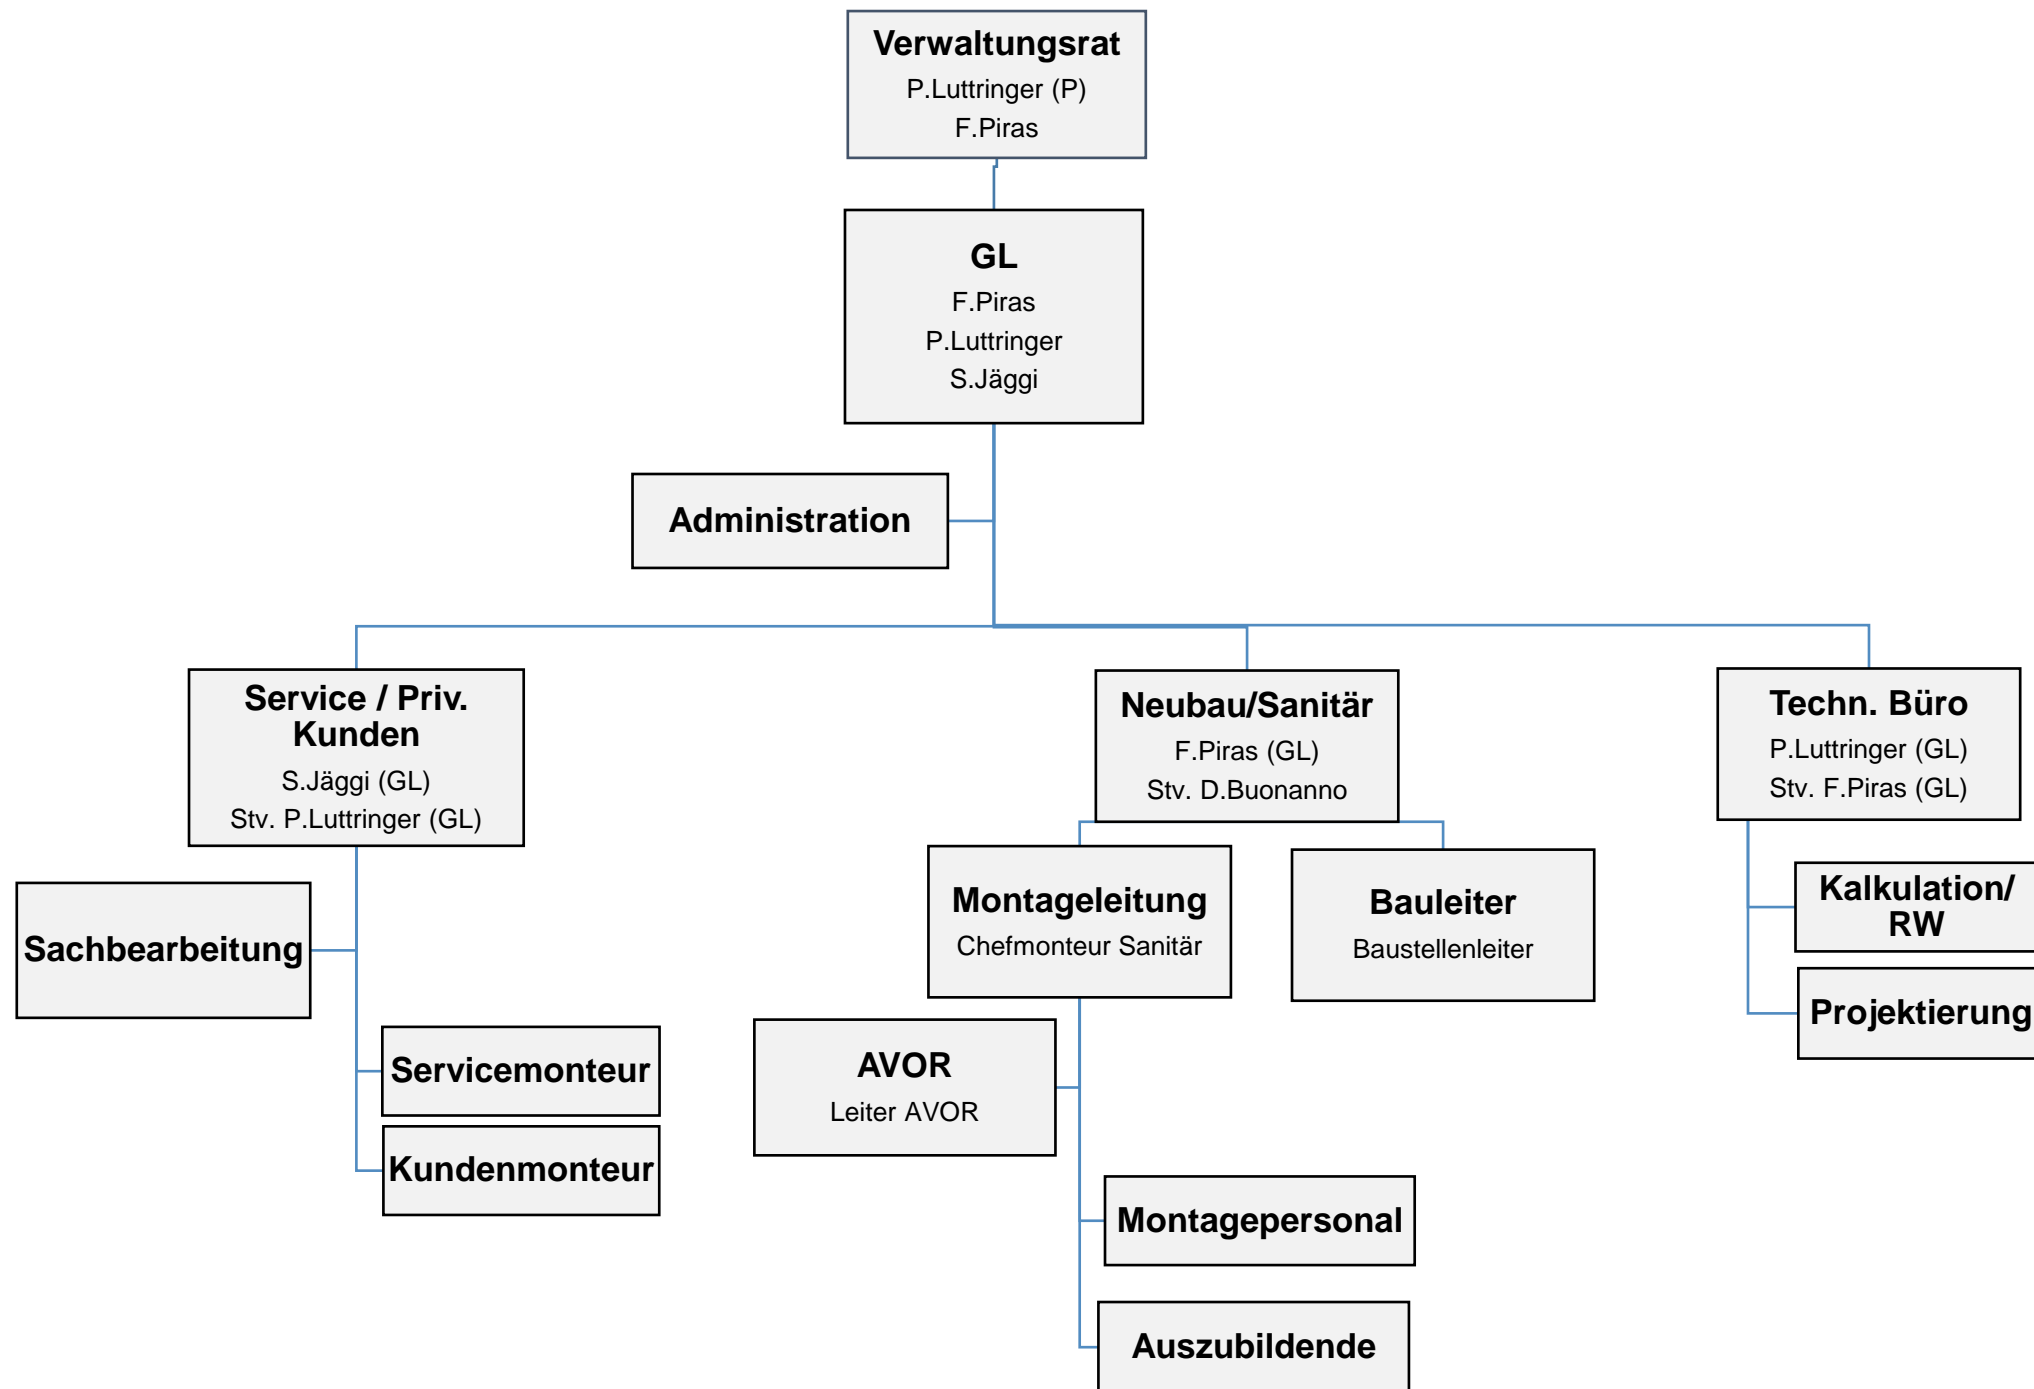 Verwaltungsrat
P.Luttringer (P)
F.Piras
GL
F.Piras
P.Luttringer
S.Jäggi
Administration
Service / Priv.
Kunden
S.Jäggi (GL)
Stv. P.Luttringer (GL)
Neubau/Sanitär
F.Piras (GL)
Stv. D.Buonanno
Techn. Büro
P.Luttringer (GL)
Stv. F.Piras (GL)
Sachbearbeitung
Servicemonteur
Kundenmonteur
Montageleitung
Chefmonteur Sanitär
Bauleiter
Baustellenleiter
AVOR
Leiter AVOR
Montagepersonal
Auszubildende
Kalkulation/
RW
Projektierung